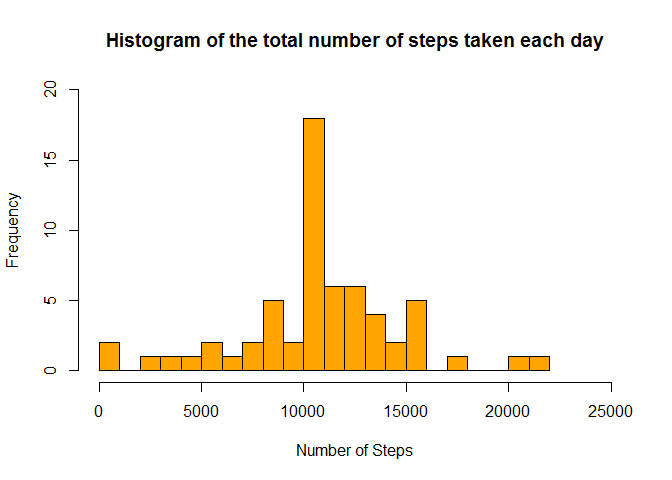 Histogram of the total number of steps taken each day
20
15
10
5
0
Frequency
0 5000 10000 15000 20000 25000
Number of Steps